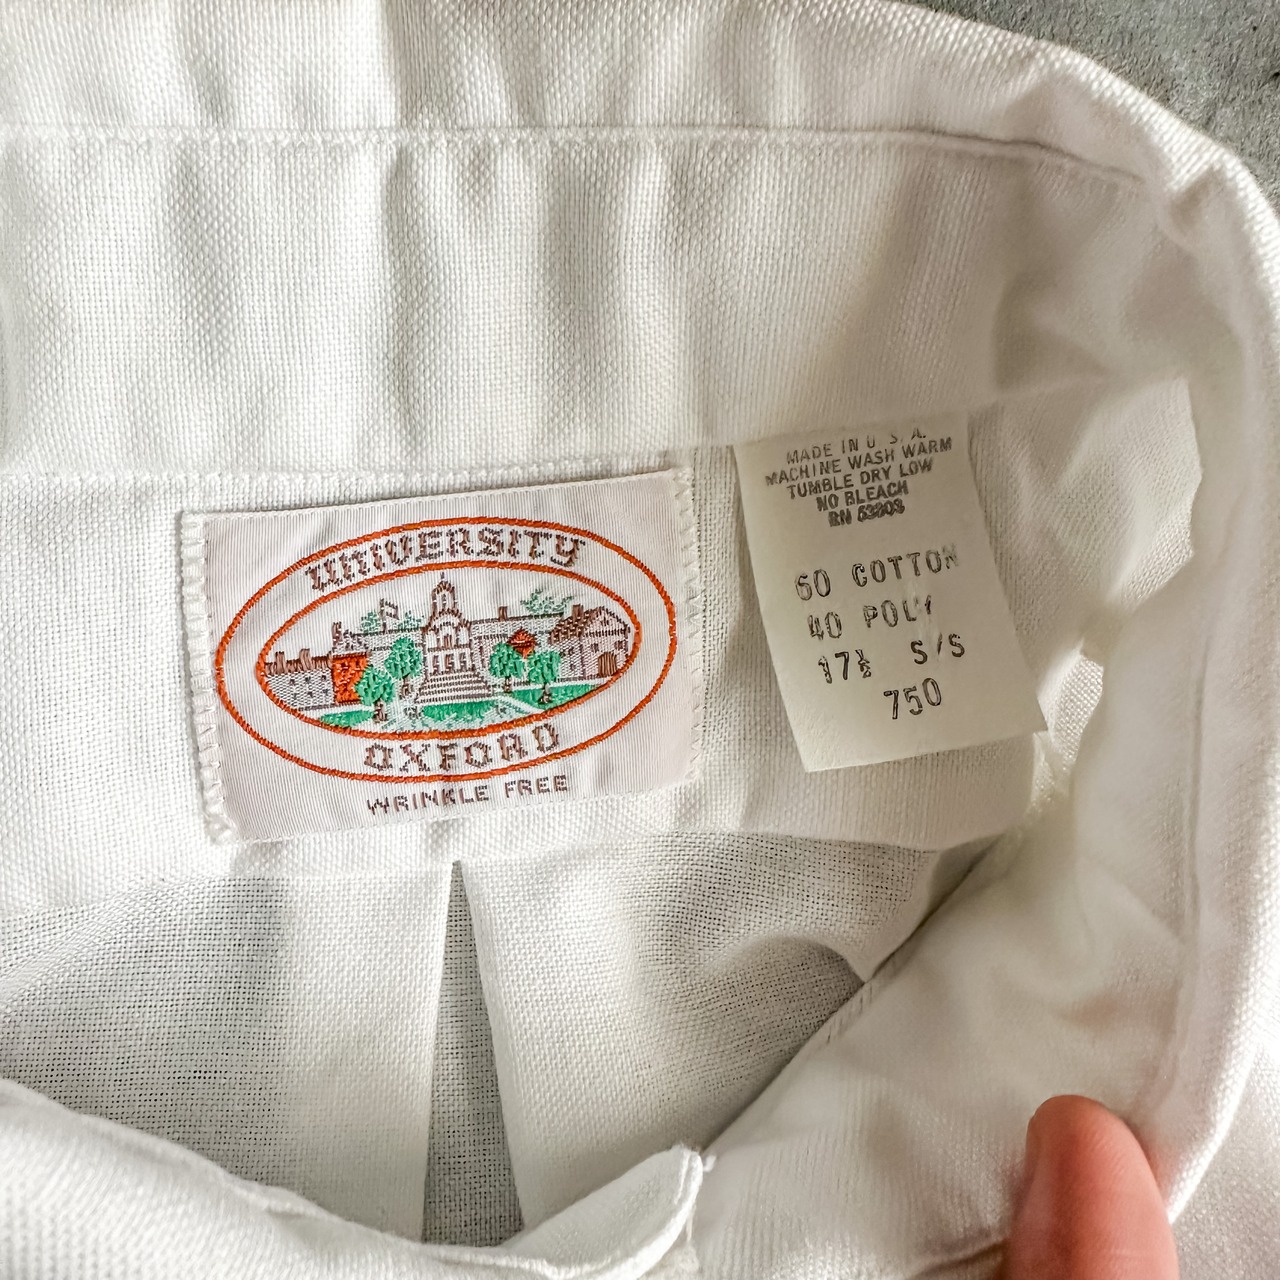 UNIVERSITY
OXFORD
WRINKLE FREE
MADE IN U.S.A.
MACHINE WASH WARM
TUMBLE DRY LOW
NO BLEACH
RN
60 COTTON
40 POLY
17½ S/S
750